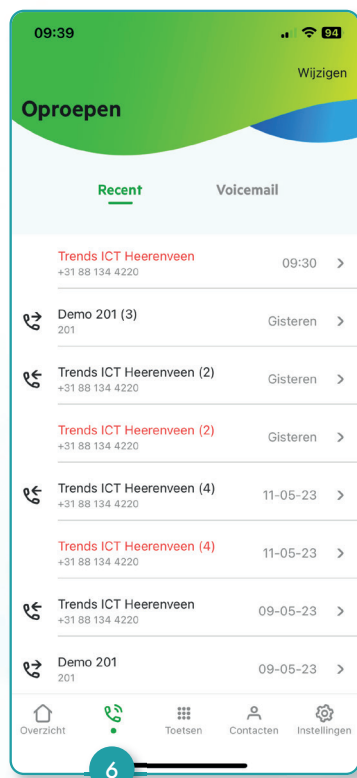 09:39
94
Wijzigen
Oproepen
Recent Voicemail
Trends ICT Heerenveen
+31 88 134 4220
09:30
Demo 201 (3)
201
Gisteren
Trends ICT Heerenveen (2)
+31 88 134 4220
Gisteren
Trends ICT Heerenveen (2)
+31 88 134 4220
Gisteren
Trends ICT Heerenveen (4)
+31 88 134 4220
11-05-23
Trends ICT Heerenveen (4)
+31 88 134 4220
11-05-23
Trends ICT Heerenveen
+31 88 134 4220
09-05-23
Demo 201
201
09-05-23
Overzicht Toetsen Contacten Instellingen
6